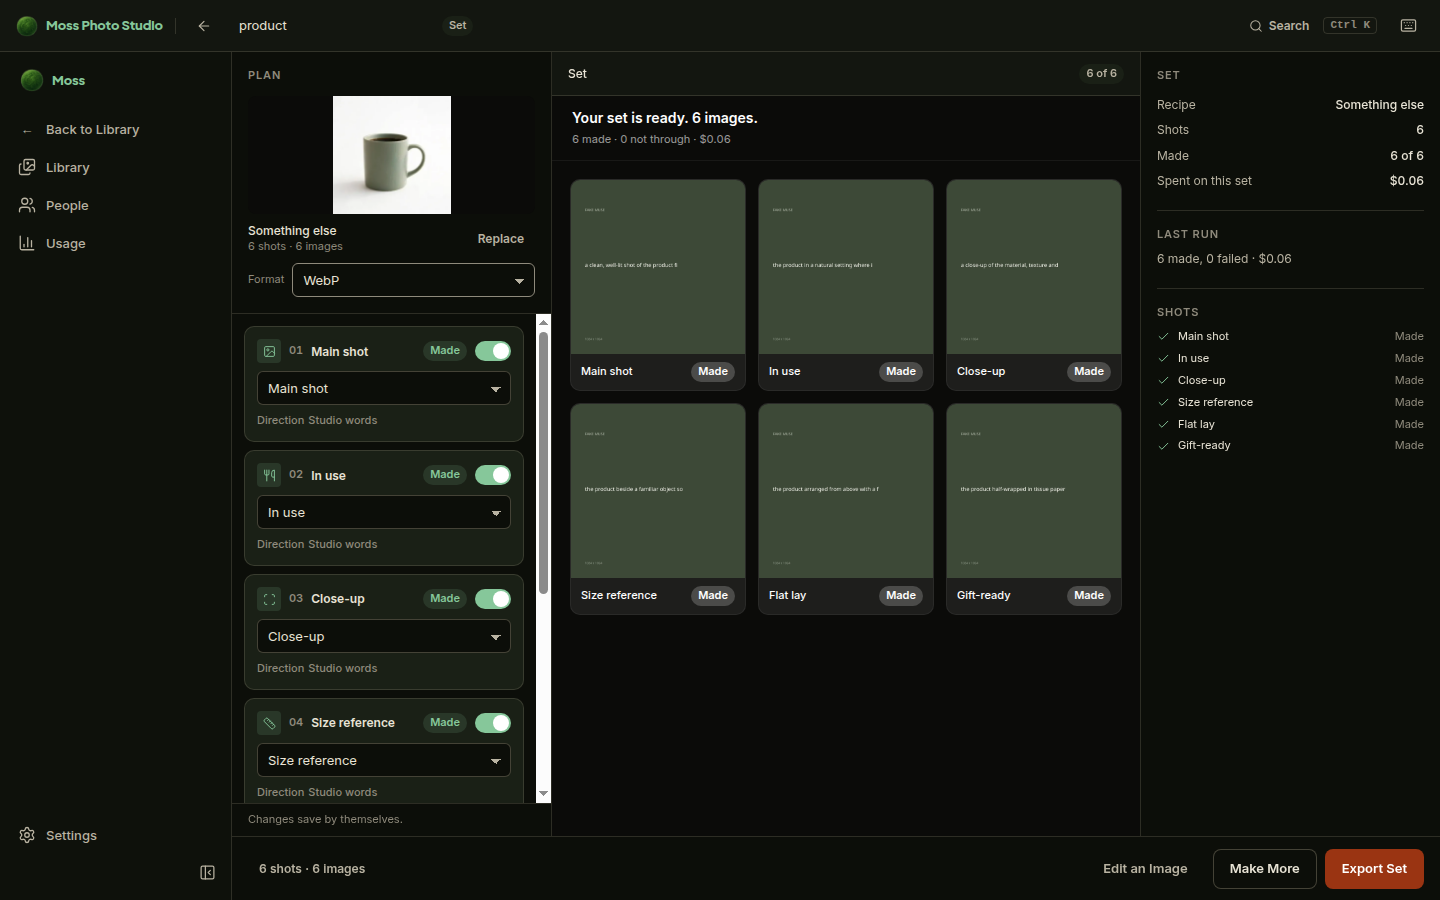 Moss Photo Studio
product
Set
Search
Ctrl K
Moss
Back to Library
Library
People
Usage
Settings
PLAN
Something else
6 shots · 6 images
Replace
Format
WebP
01 Main shot Made
Main shot
Direction Studio words
02 In use Made
In use
Direction Studio words
03 Close-up Made
Close-up
Direction Studio words
04 Size reference Made
Size reference
Direction Studio words
Changes save by themselves.
Set
6 of 6
Your set is ready. 6 images.
6 made · 0 not through · $0.06
a clean, well-lit shot of the product fi
Main shot Made
the product in a natural setting where i
In use Made
a close-up of the material, texture and
Close-up Made
the product beside a familiar object so
Size reference Made
the product arranged from above with a f
Flat lay Made
the product half-wrapped in tissue paper
Gift-ready Made
SET
Recipe Something else
Shots 6
Made 6 of 6
Spent on this set $0.06
LAST RUN
6 made, 0 failed · $0.06
SHOTS
Main shot Made
In use Made
Close-up Made
Size reference Made
Flat lay Made
Gift-ready Made
6 shots · 6 images
Edit an Image
Make More
Export Set